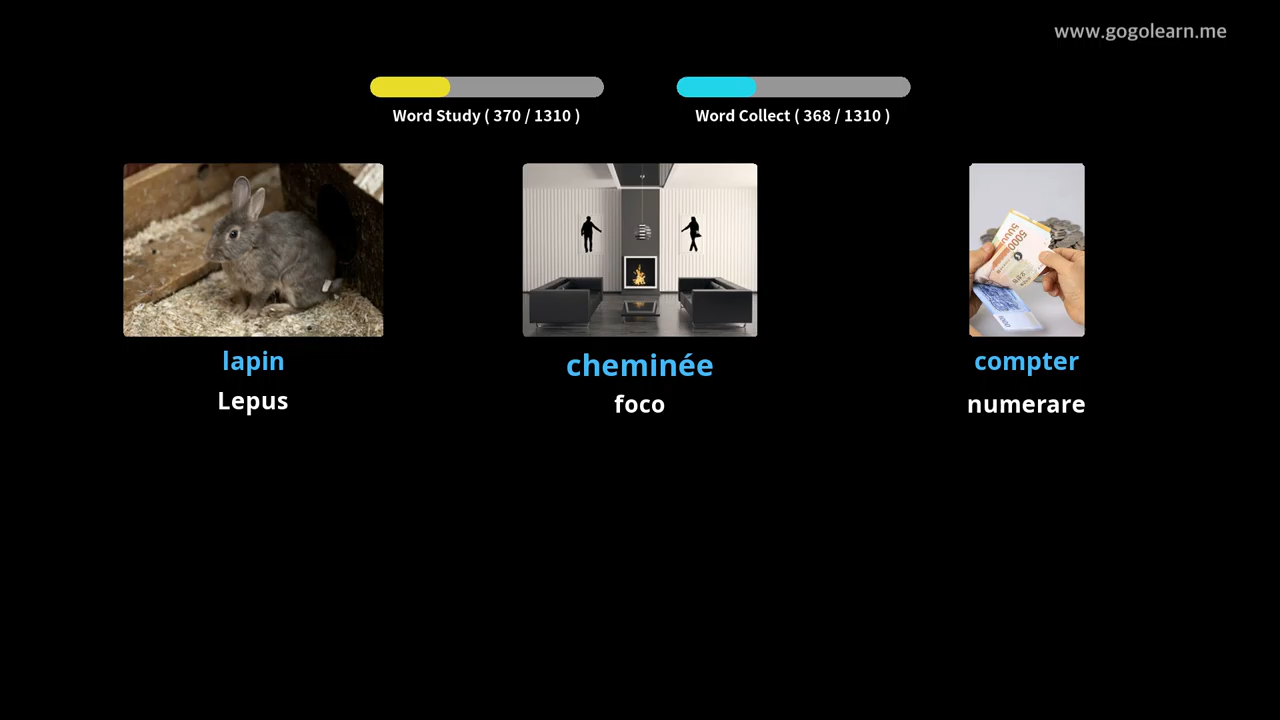 www.gogolearn.me
Word Study ( 370 / 1310 )
Word Collect ( 368 / 1310 )
lapin
Lepus
cheminée
foco
compter
numerare